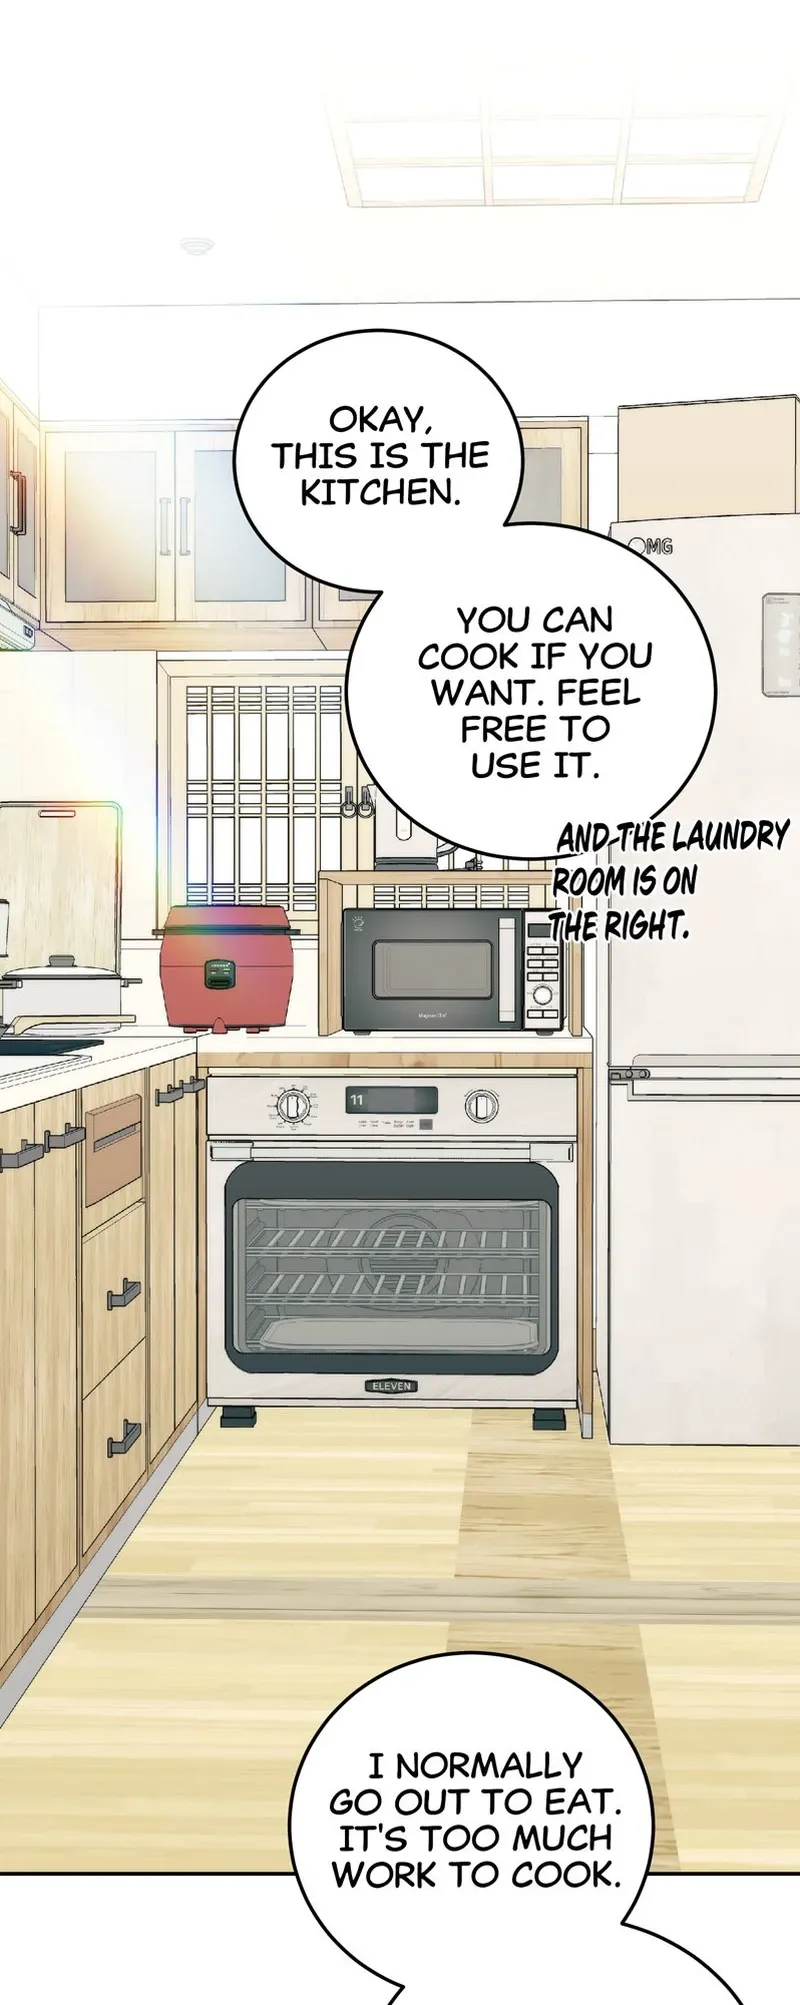 OKAY,
THIS IS THE
KITCHEN.
OMG
YOU CAN
COOK IF YOU
WANT. FEEL
FREE TO
USE IT.
AND THE LAUNDRY
ROOM IS ON
THE RIGHT.
11
ELEVEN
I NORMALLY
GO OUT TO EAT.
IT'S TOO MUCH
WORK TO COOK.